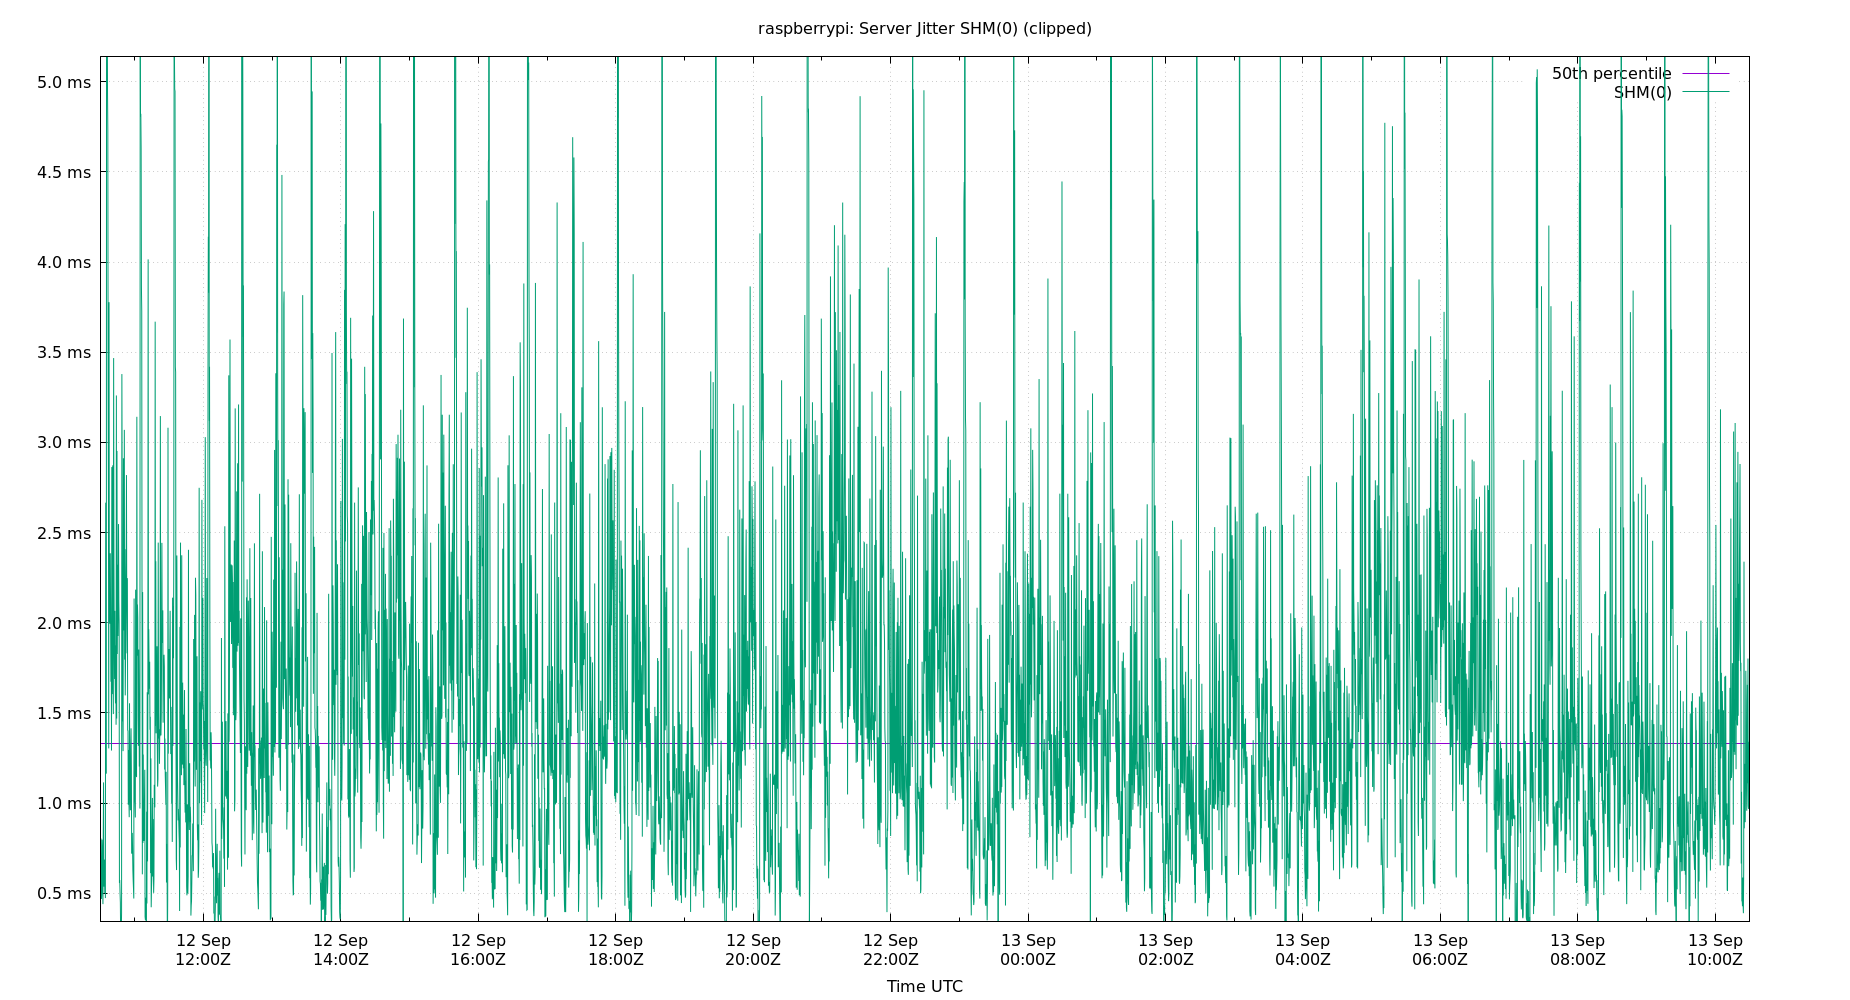 raspberrypi: Server Jitter SHM(0) (clipped)
50th percentile
SHM(0)
5.0 ms
4.5 ms
4.0 ms
3.5 ms
3.0 ms
2.5 ms
2.0 ms
1.5 ms
1.0 ms
0.5 ms
12 Sep 12 Sep 12 Sep 12 Sep 12 Sep 12 Sep 13 Sep 13 Sep 13 Sep 13 Sep 13 Sep 13 Sep
12:00Z 14:00Z 16:00Z 18:00Z 20:00Z 22:00Z 00:00Z 02:00Z 04:00Z 06:00Z 08:00Z 10:00Z
Time UTC